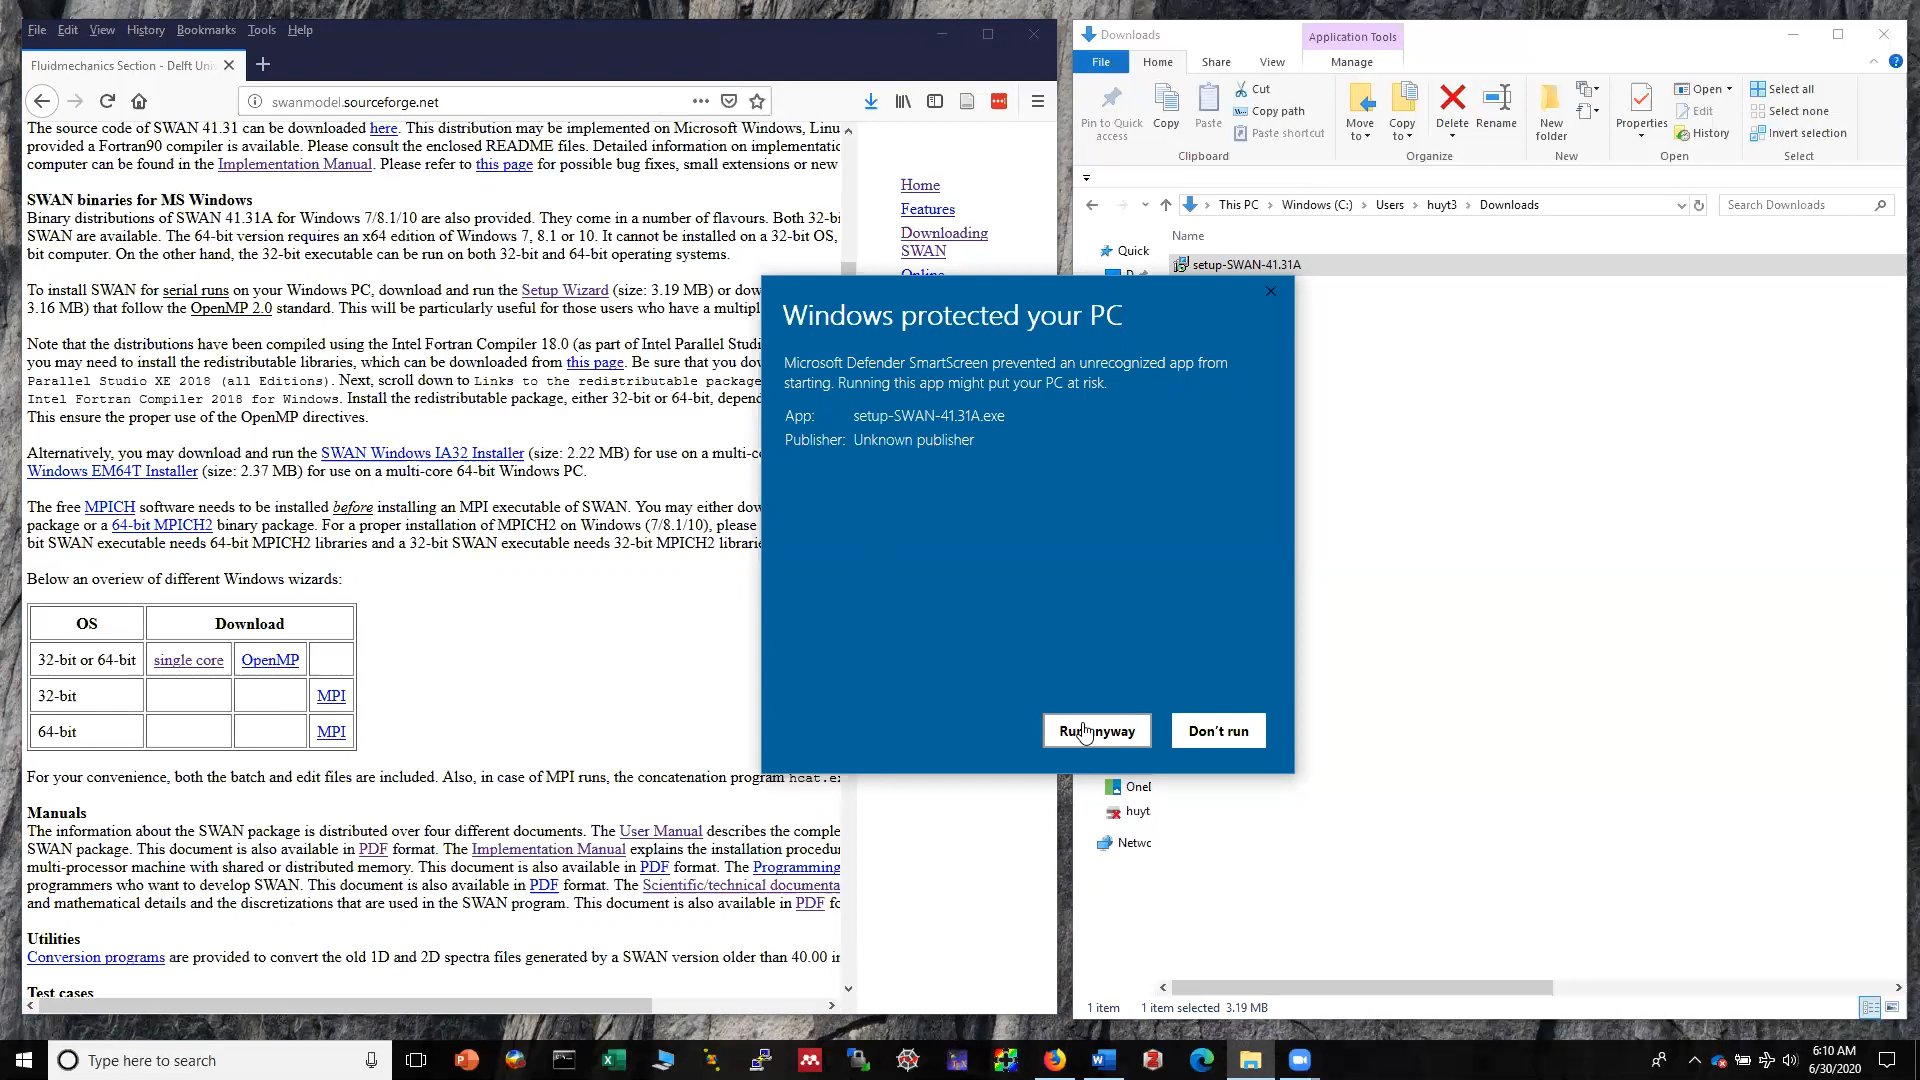 File Edit View History Bookmarks Tools Help
Fluidmechanics Section - Delft Uni
swanmodel.sourceforge.net
The source code of SWAN 41.31 can be downloaded here. This distribution may be implemented on Microsoft Windows, Linu
provided a Fortran90 compiler is available. Please consult the enclosed README files. Detailed information on implementatio
computer can be found in the Implementation Manual. Please refer to this page for possible bug fixes, small extensions or new
SWAN binaries for MS Windows
Binary distributions of SWAN 41.31A for Windows 7/8.1/10 are also provided. They come in a number of flavours. Both 32-bi
SWAN are available. The 64-bit version requires an x64 edition of Windows 7, 8.1 or 10. It cannot be installed on a 32-bit OS,
bit computer. On the other hand, the 32-bit executable can be run on both 32-bit and 64-bit operating systems.
To install SWAN for serial runs on your Windows PC, download and run the Setup Wizard (size: 3.19 MB) or dow
3.16 MB) that follow the OpenMP 2.0 standard. This will be particularly useful for those users who have a multipl
Note that the distributions have been compiled using the Intel Fortran Compiler 18.0 (as part of Intel Parallel Studi
you may need to install the redistributable libraries, which can be downloaded from this page. Be sure that you dow
Parallel Studio XE 2018 (all Editions). Next, scroll down to Links to the redistributable package
Intel Fortran Compiler 2018 for Windows. Install the redistributable package, either 32-bit or 64-bit, depend
This ensure the proper use of the OpenMP directives.
Alternatively, you may download and run the SWAN Windows IA32 Installer (size: 2.22 MB) for use on a multi-co
Windows EM64T Installer (size: 2.37 MB) for use on a multi-core 64-bit Windows PC.
The free MPICH software needs to be installed before installing an MPI executable of SWAN. You may either dow
package or a 64-bit MPICH2 binary package. For a proper installation of MPICH2 on Windows (7/8.1/10), please
bit SWAN executable needs 64-bit MPICH2 libraries and a 32-bit SWAN executable needs 32-bit MPICH2 librarie
Below an overiew of different Windows wizards:
OS Download
32-bit or 64-bit single core OpenMP
32-bit MPI
64-bit MPI
For your convenience, both the batch and edit files are included. Also, in case of MPI runs, the concatenation program hcat.ex
Manuals
The information about the SWAN package is distributed over four different documents. The User Manual describes the comple
SWAN package. This document is also available in PDF format. The Implementation Manual explains the installation procedur
multi-processor machine with shared or distributed memory. This document is also available in PDF format. The Programming
programmers who want to develop SWAN. This document is also available in PDF format. The Scientific/technical documenta
and mathematical details and the discretizations that are used in the SWAN program. This document is also available in PDF fo
Utilities
Conversion programs are provided to convert the old 1D and 2D spectra files generated by a SWAN version older than 40.00 in
Test cases
Home
Features
Downloading
SWAN
Online
Windows protected your PC
Microsoft Defender SmartScreen prevented an unrecognized app from
starting. Running this app might put your PC at risk.
App: setup-SWAN-41.31A.exe
Publisher: Unknown publisher
Run anyway
Don't run
Downloads
Application Tools
File Home Share View Manage
Pin to Quick
access
Copy
Paste
Cut
Copy path
Paste shortcut
Clipboard
Move
to
Copy
to
Delete
Rename
Organize
New
folder
New
Properties
Open
Edit
History
Open
Select all
Select none
Invert selection
Select
This PC > Windows (C:) > Users > huyt3 > Downloads
Search Downloads
Quick
Name
setup-SWAN-41.31A
OneI
huyt
Netwc
1 item 1 item selected 3.19 MB
Type here to search
6:10 AM
6/30/2020